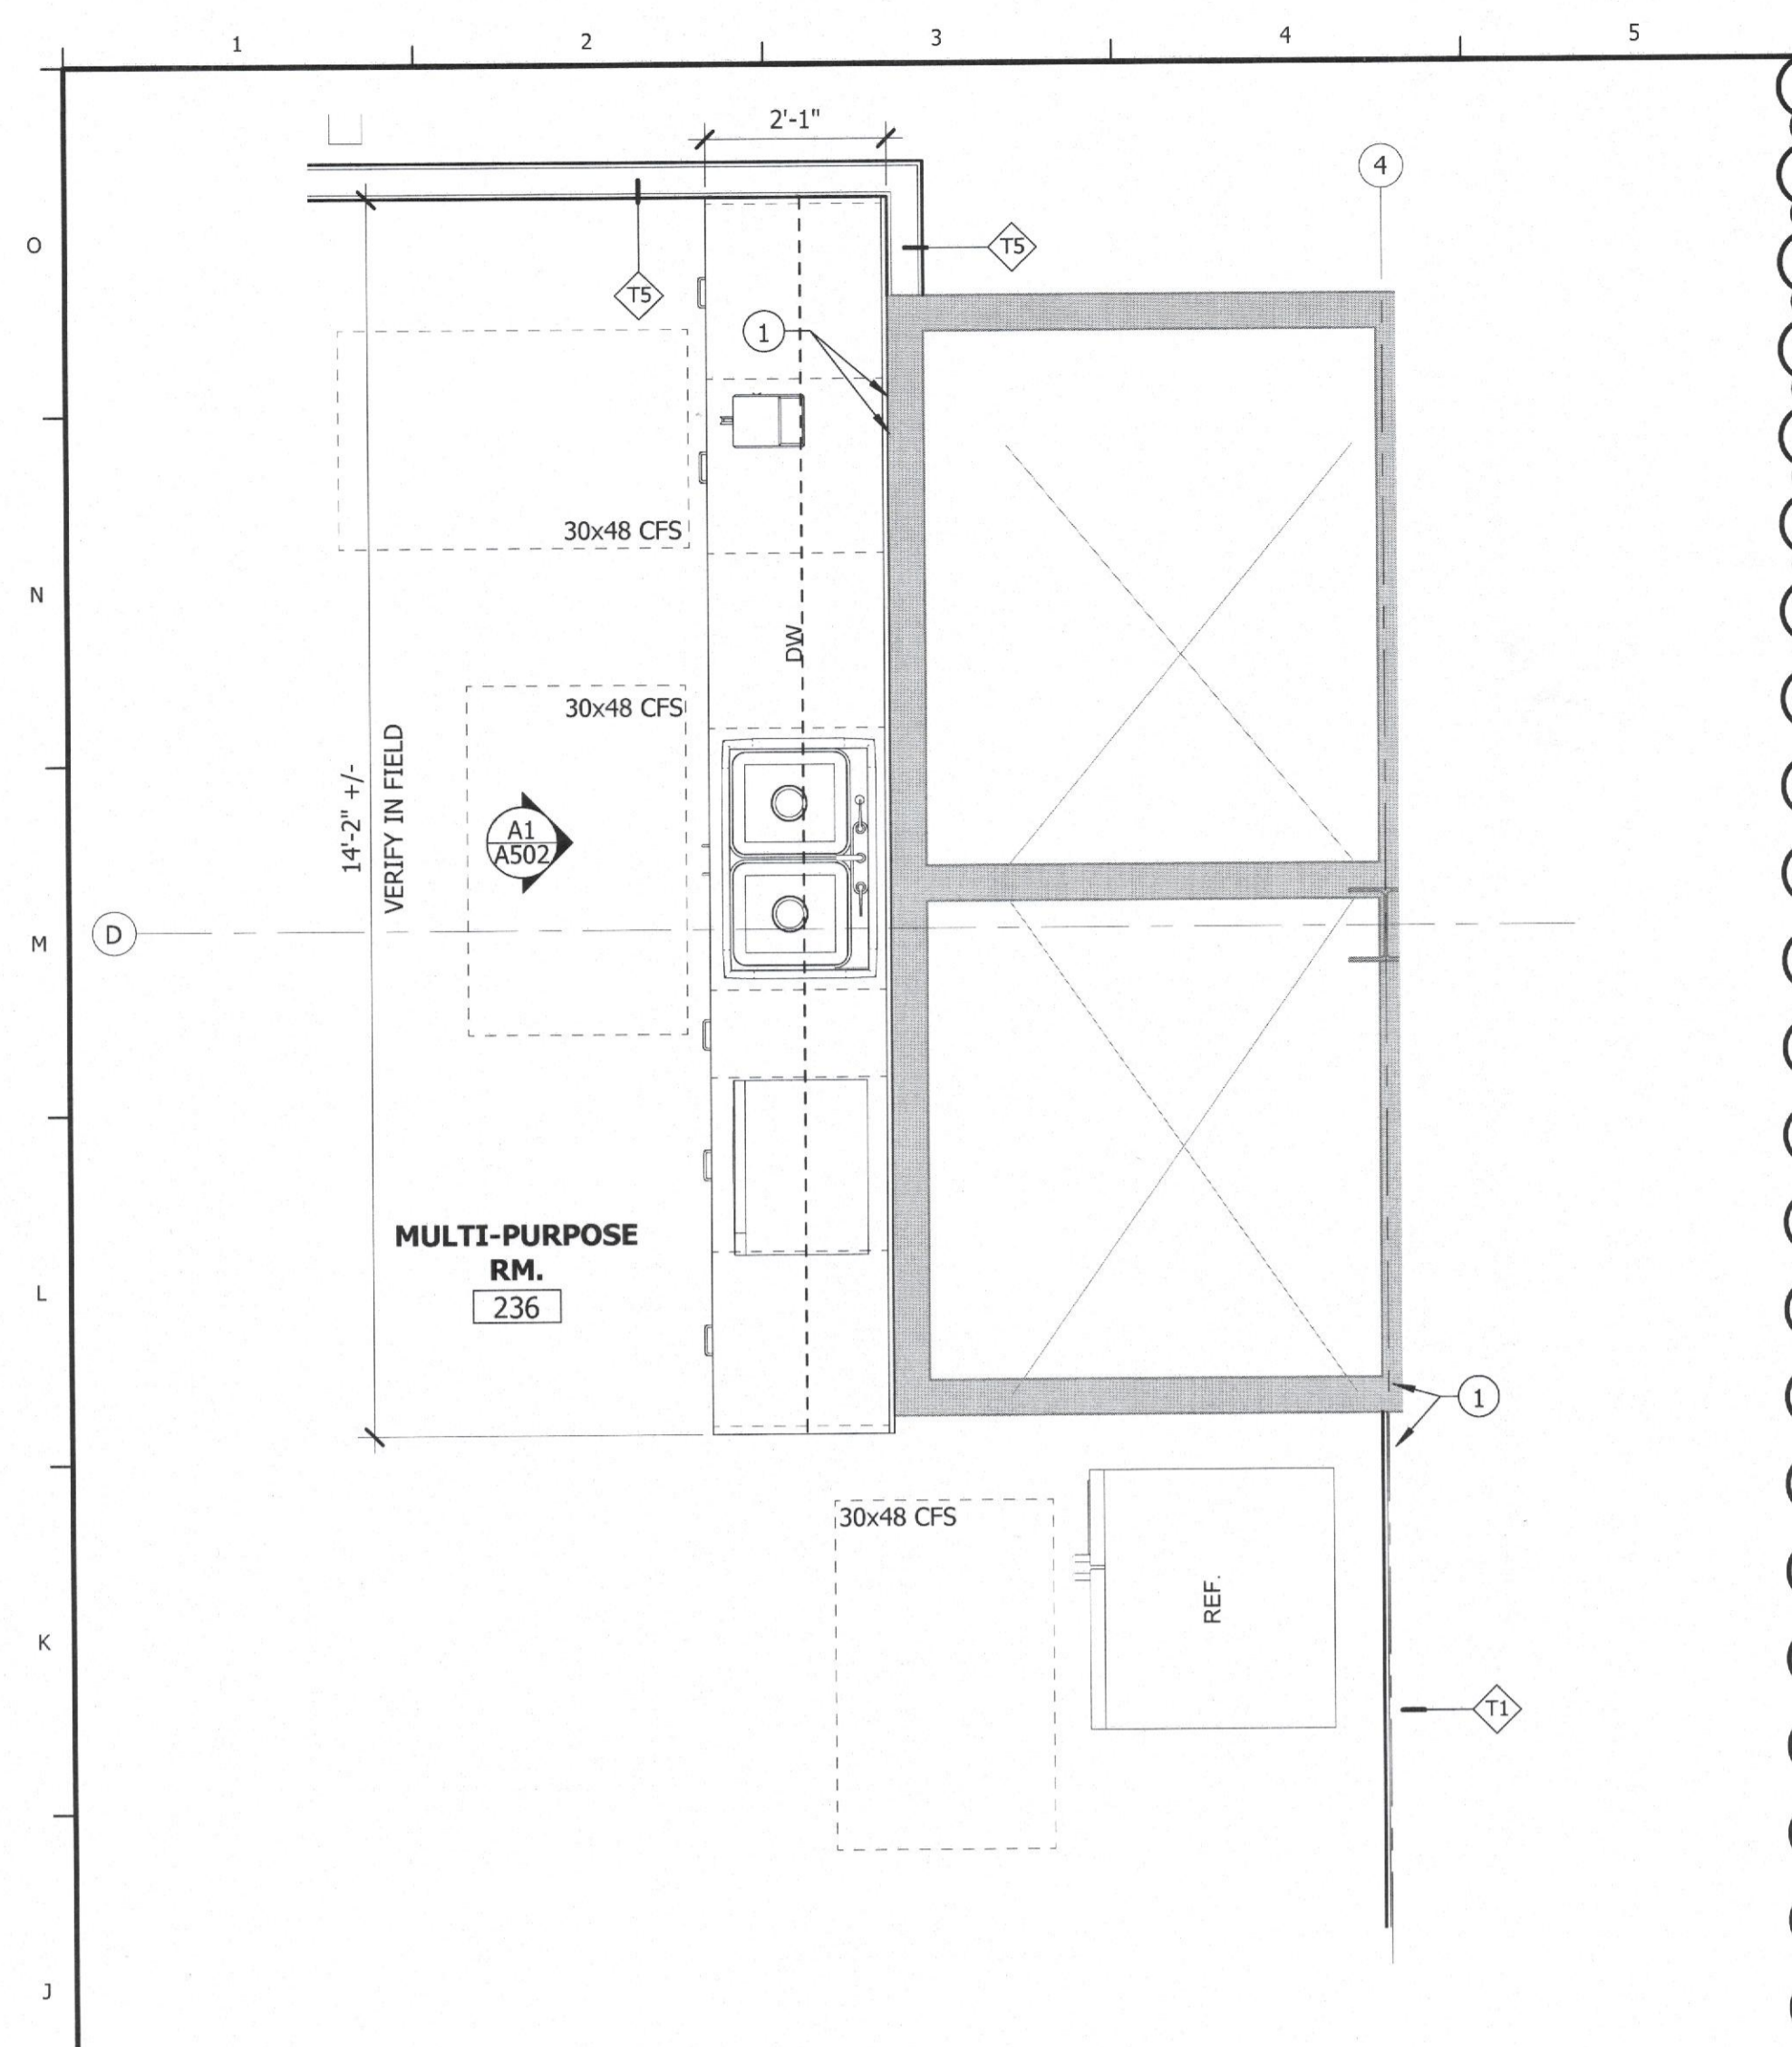 1 2 3 4 5
2'-1"
4
O
T5
T5
1
30x48 CFS
N
DW
30x48 CFS
14'-2" +/-
VERIFY IN FIELD
A1
A502
D
M
MULTI-PURPOSE
RM.
236
L
1
30x48 CFS
REF.
K
T1
J